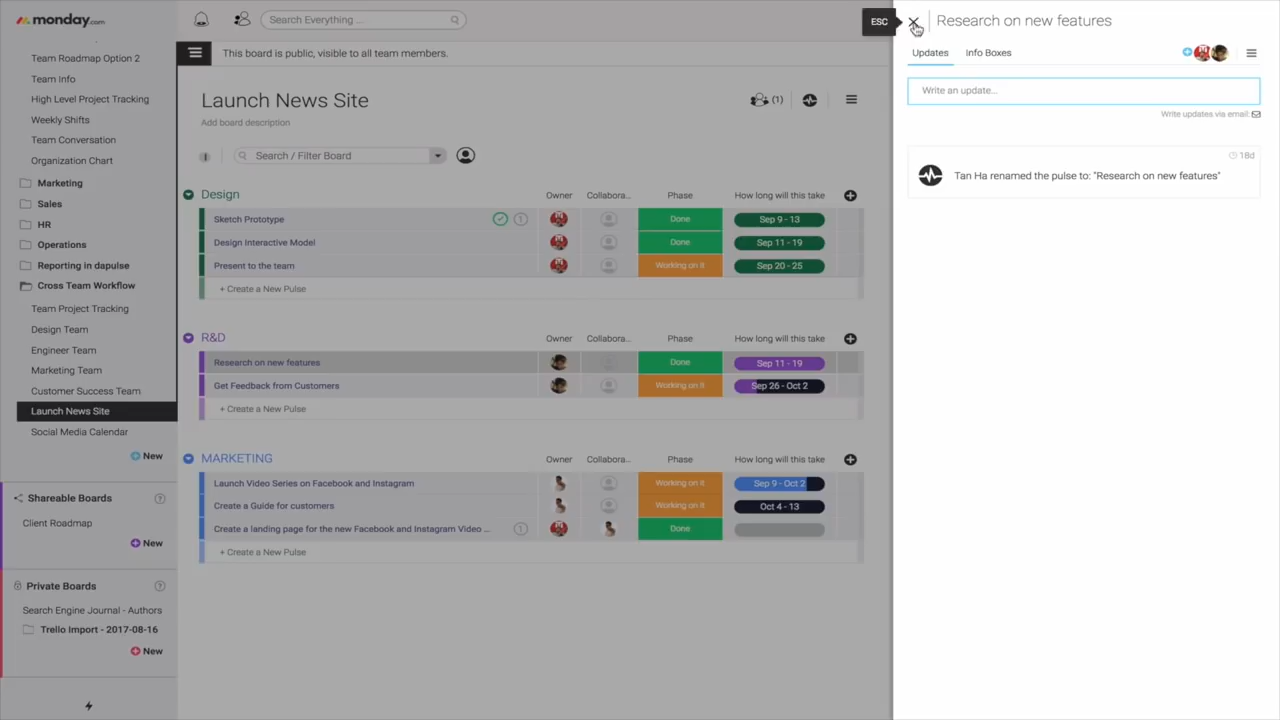 monday.com
Search Everything ...
ESC
Research on new features
Team Roadmap Option 2
Team Info
High Level Project Tracking
Weekly Shifts
Team Conversation
Organization Chart
Marketing
Sales
HR
Operations
Reporting in dapulse
Cross Team Workflow
Team Project Tracking
Design Team
Engineer Team
Marketing Team
Customer Success Team
Launch News Site
Social Media Calendar
New
Shareable Boards ?
Client Roadmap
New
Private Boards ?
Search Engine Journal - Authors
Trello Import - 2017-08-16
New
This board is public, visible to all team members.
Launch News Site
(1)
Add board description
Search / Filter Board
Design Owner Collabora... Phase How long will this take
Sketch Prototype 1 Done Sep 9 - 13
Design Interactive Model Done Sep 11 - 19
Present to the team Working on it Sep 20 - 25
+ Create a New Pulse
R&D Owner Collabora... Phase How long will this take
Research on new features Done Sep 11 - 19
Get Feedback from Customers Working on it Sep 26 - Oct 2
+ Create a New Pulse
MARKETING Owner Collabora... Phase How long will this take
Launch Video Series on Facebook and Instagram Working on it Sep 9 - Oct 2
Create a Guide for customers Working on it Oct 4 - 13
Create a landing page for the new Facebook and Instagram Video ... 1 Done
+ Create a New Pulse
Updates Info Boxes
Write an update...
Write updates via email:
18d
Tan Ha renamed the pulse to: "Research on new features"